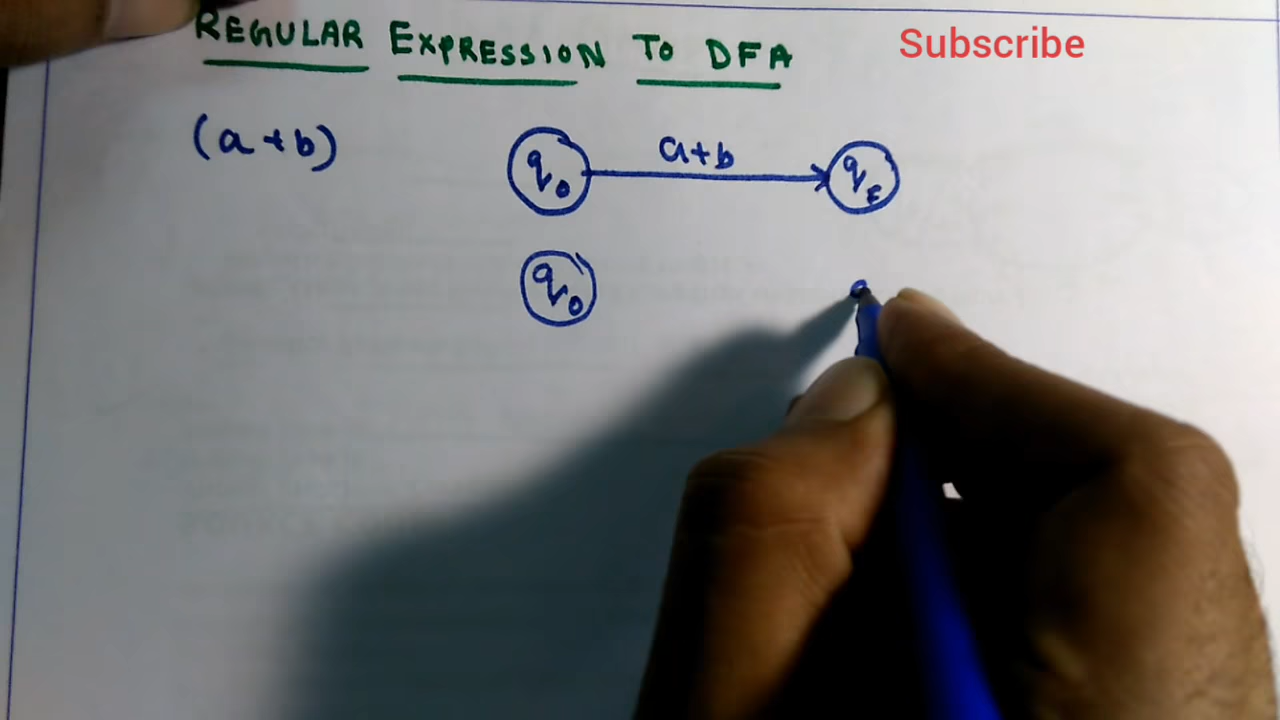 REGULAR EXPRESSION TO DFA
Subscribe
(a+b)
q0 a+b qf
q0